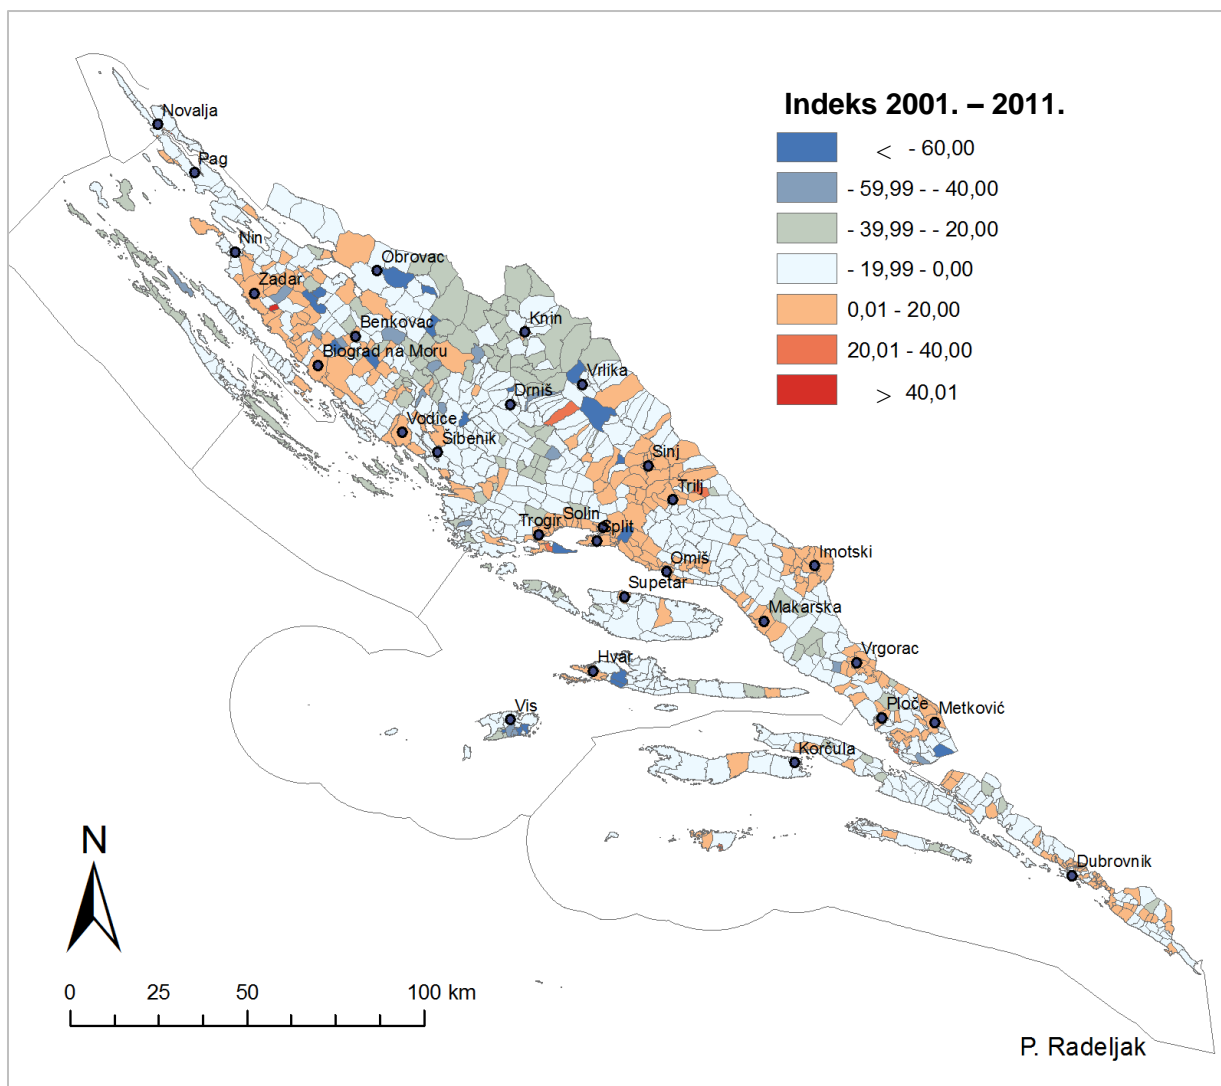 Indeks 2001. – 2011.
< - 60,00
- 59,99 - - 40,00
- 39,99 - - 20,00
- 19,99 - 0,00
0,01 - 20,00
20,01 - 40,00
> 40,01
Novalja
Pag
Nin
Obrovac
Zadar
Benkovac
Knin
Biograd na Moru
Vrlika
Drniš
Vodice
Šibenik
Sinj
Trilj
Trogir
Solin
Split
Imotski
Omiš
Supetar
Makarska
Hvar
Vrgorac
Vis
Ploče
Metković
Korčula
Dubrovnik
N
0 25 50 100 km
P. Radeljak